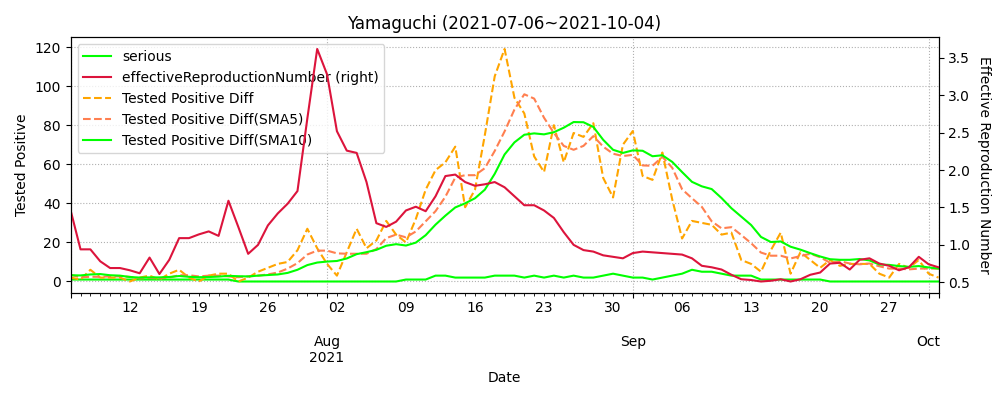 Yamaguchi (2021-07-06~2021-10-04)
serious
effectiveReproductionNumber (right)
Tested Positive Diff
Tested Positive Diff(SMA5)
Tested Positive Diff(SMA10)
Tested Positive
120
100
80
60
40
20
0
3.5
3.0
2.5
2.0
1.5
1.0
0.5
Effective Reproduction Number
12 19 26 02 09 16 23 30 06 13 20 27
Aug Sep Oct
2021
Date